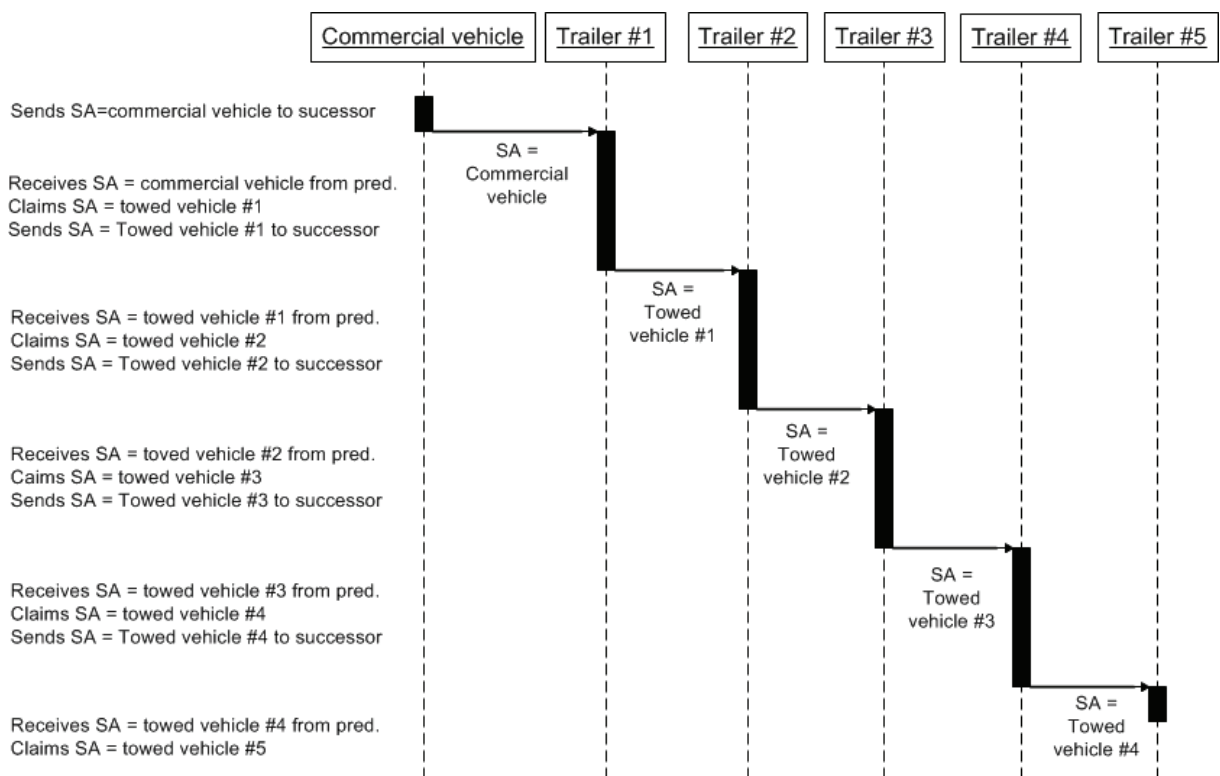 Commercial vehicle
Trailer #1
Trailer #2
Trailer #3
Trailer #4
Trailer #5
Sends SA=commercial vehicle to sucessor
SA =
Commercial
vehicle
Receives SA = commercial vehicle from pred.
Claims SA = towed vehicle #1
Sends SA = Towed vehicle #1 to successor
SA =
Towed
vehicle #1
Receives SA = towed vehicle #1 from pred.
Claims SA = towed vehicle #2
Sends SA = Towed vehicle #2 to successor
SA =
Towed
vehicle #2
Receives SA = toved vehicle #2 from pred.
Caims SA = towed vehicle #3
Sends SA = Towed vehicle #3 to successor
SA =
Towed
vehicle #3
Receives SA = towed vehicle #3 from pred.
Claims SA = towed vehicle #4
Sends SA = Towed vehicle #4 to successor
SA =
Towed
vehicle #4
Receives SA = towed vehicle #4 from pred.
Claims SA = towed vehicle #5